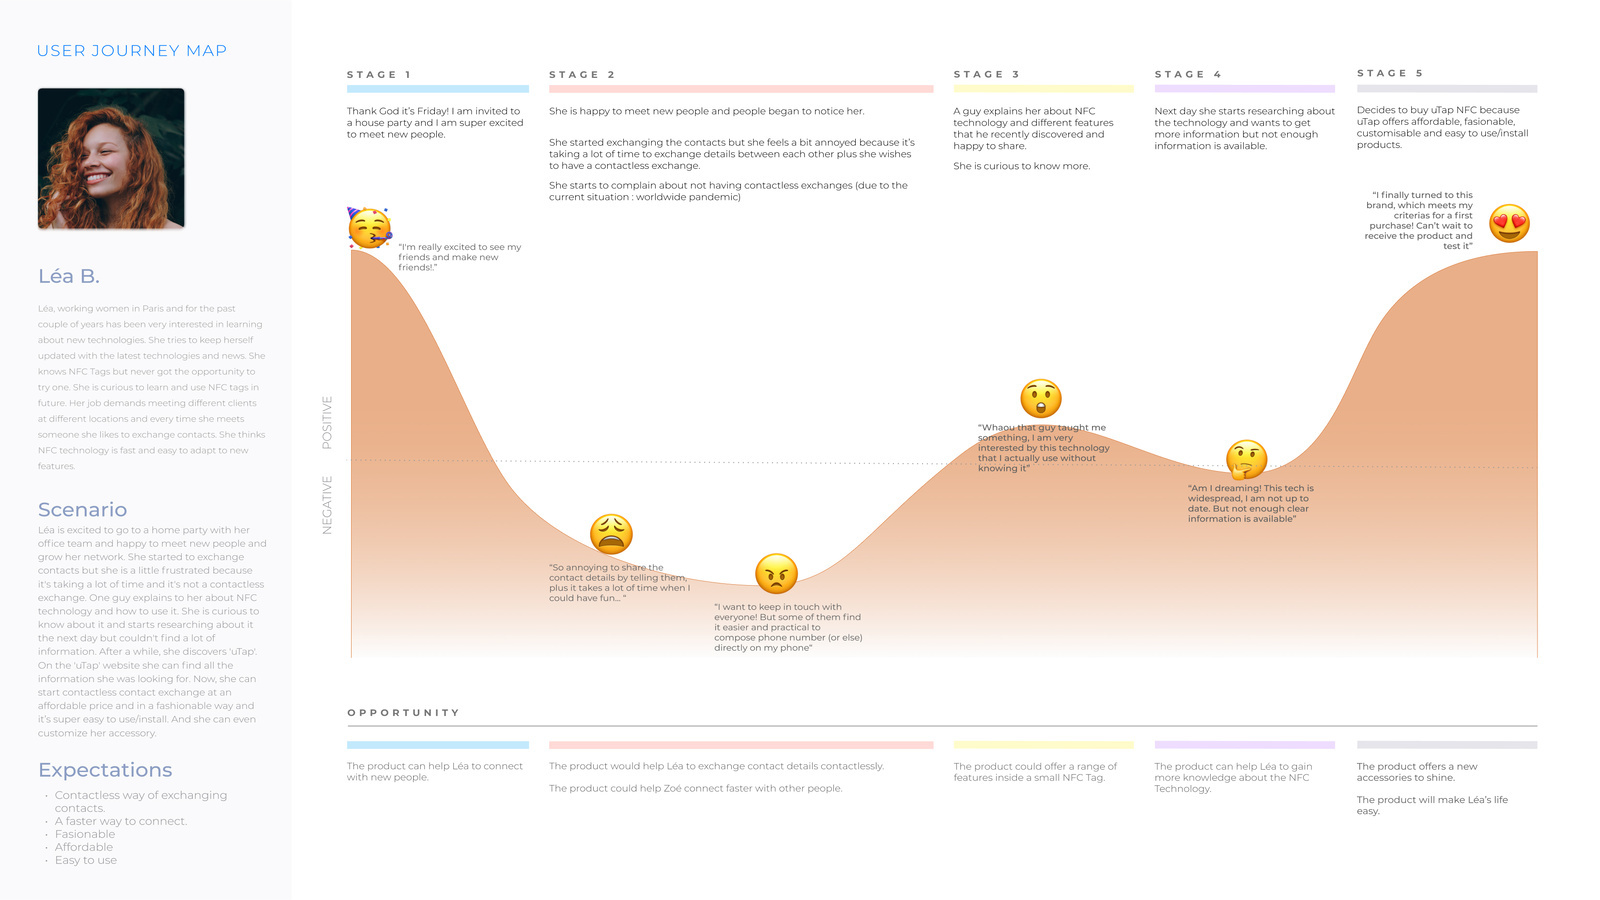 USER JOURNEY MAP
Léa B.
Léa, working women in Paris and for the past
couple of years has been very interested in learning
about new technologies. She tries to keep herself
updated with the latest technologies and news. She
knows NFC Tags but never got the opportunity to
try one. She is curious to learn and use NFC tags in
future. Her job demands meeting different clients
at different locations and every time she meets
someone she likes to exchange contacts. She thinks
NFC technology is fast and easy to adapt to new
features.
Scenario
Léa is excited to go to a home party with her
office team and happy to meet new people and
grow her network. She started to exchange
contacts but she is a little frustrated because
it's taking a lot of time and it's not a contactless
exchange. One guy explains to her about NFC
technology and how to use it. She is curious to
know about it and starts researching about it
the next day but couldn't find a lot of
information. After a while, she discovers 'uTap'.
On the 'uTap' website she can find all the
information she was looking for. Now, she can
start contactless contact exchange at an
affordable price and in a fashionable way and
it's super easy to use/install. And she can even
customize her accessory.
Expectations
• Contactless way of exchanging
contacts.
• A faster way to connect.
• Fasionable
• Affordable
• Easy to use
STAGE 1
Thank God it's Friday! I am invited to
a house party and I am super excited
to meet new people.
STAGE 2
She is happy to meet new people and people began to notice her.
She started exchanging the contacts but she feels a bit annoyed because it's
taking a lot of time to exchange details between each other plus she wishes
to have a contactless exchange.
She starts to complain about not having contactless exchanges (due to the
current situation : worldwide pandemic)
STAGE 3
A guy explains her about NFC
technology and different features
that he recently discovered and
happy to share.
She is curious to know more.
STAGE 4
Next day she starts researching about
the technology and wants to get
more information but not enough
information is available.
STAGE 5
Decides to buy uTap NFC because
uTap offers affordable, fasionable,
customisable and easy to use/install
products.
"I'm really excited to see my
friends and make new
friends!."
"So annoying to share the
contact details by telling them,
plus it takes a lot of time when I
could have fun... "
"I want to keep in touch with
everyone! But some of them find
it easier and practical to
compose phone number (or else)
directly on my phone"
"Whaou that guy taught me
something, I am very
interested by this technology
that I actually use without
knowing it"
"Am I dreaming! This tech is
widespread, I am not up to
date. But not enough clear
information is available"
"I finally turned to this
brand, which meets my
criterias for a first
purchase! Can't wait to
receive the product and
test it"
POSITIVE
NEGATIVE
OPPORTUNITY
The product can help Léa to connect
with new people.
The product would help Léa to exchange contact details contactlessly.
The product could help Zoé connect faster with other people.
The product could offer a range of
features inside a small NFC Tag.
The product can help Léa to gain
more knowledge about the NFC
Technology.
The product offers a new
accessories to shine.
The product will make Léa's life
easy.